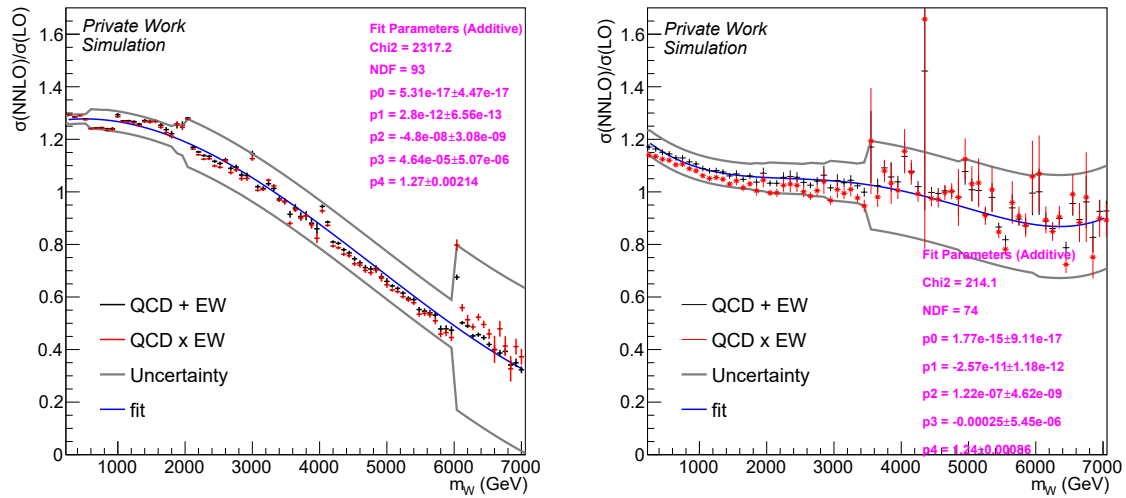 Private Work
Simulation
Fit Parameters (Additive)
Chi2 = 2317.2
NDF = 93
p0 = 5.31e-17±4.47e-17
p1 = 2.8e-12±6.56e-13
p2 = -4.8e-08±3.08e-09
p3 = 4.64e-05±5.07e-06
p4 = 1.27±0.00214
QCD + EW
QCD x EW
Uncertainty
fit
σ(NNLO)/σ(LO)
1.6
1.4
1.2
1
0.8
0.6
0.4
0.2
0
1000 2000 3000 4000 5000 6000 7000
m_W (GeV)
Private Work
Simulation
Fit Parameters (Additive)
Chi2 = 214.1
NDF = 74
p0 = 1.77e-15±9.11e-17
p1 = -2.57e-11±1.18e-12
p2 = 1.22e-07±4.62e-09
p3 = -0.00025±5.45e-06
p4 = 1.24±0.00086
QCD + EW
QCD x EW
Uncertainty
fit
σ(NNLO)/σ(LO)
1.6
1.4
1.2
1
0.8
0.6
0.4
0.2
0
1000 2000 3000 4000 5000 6000 7000
m_W (GeV)